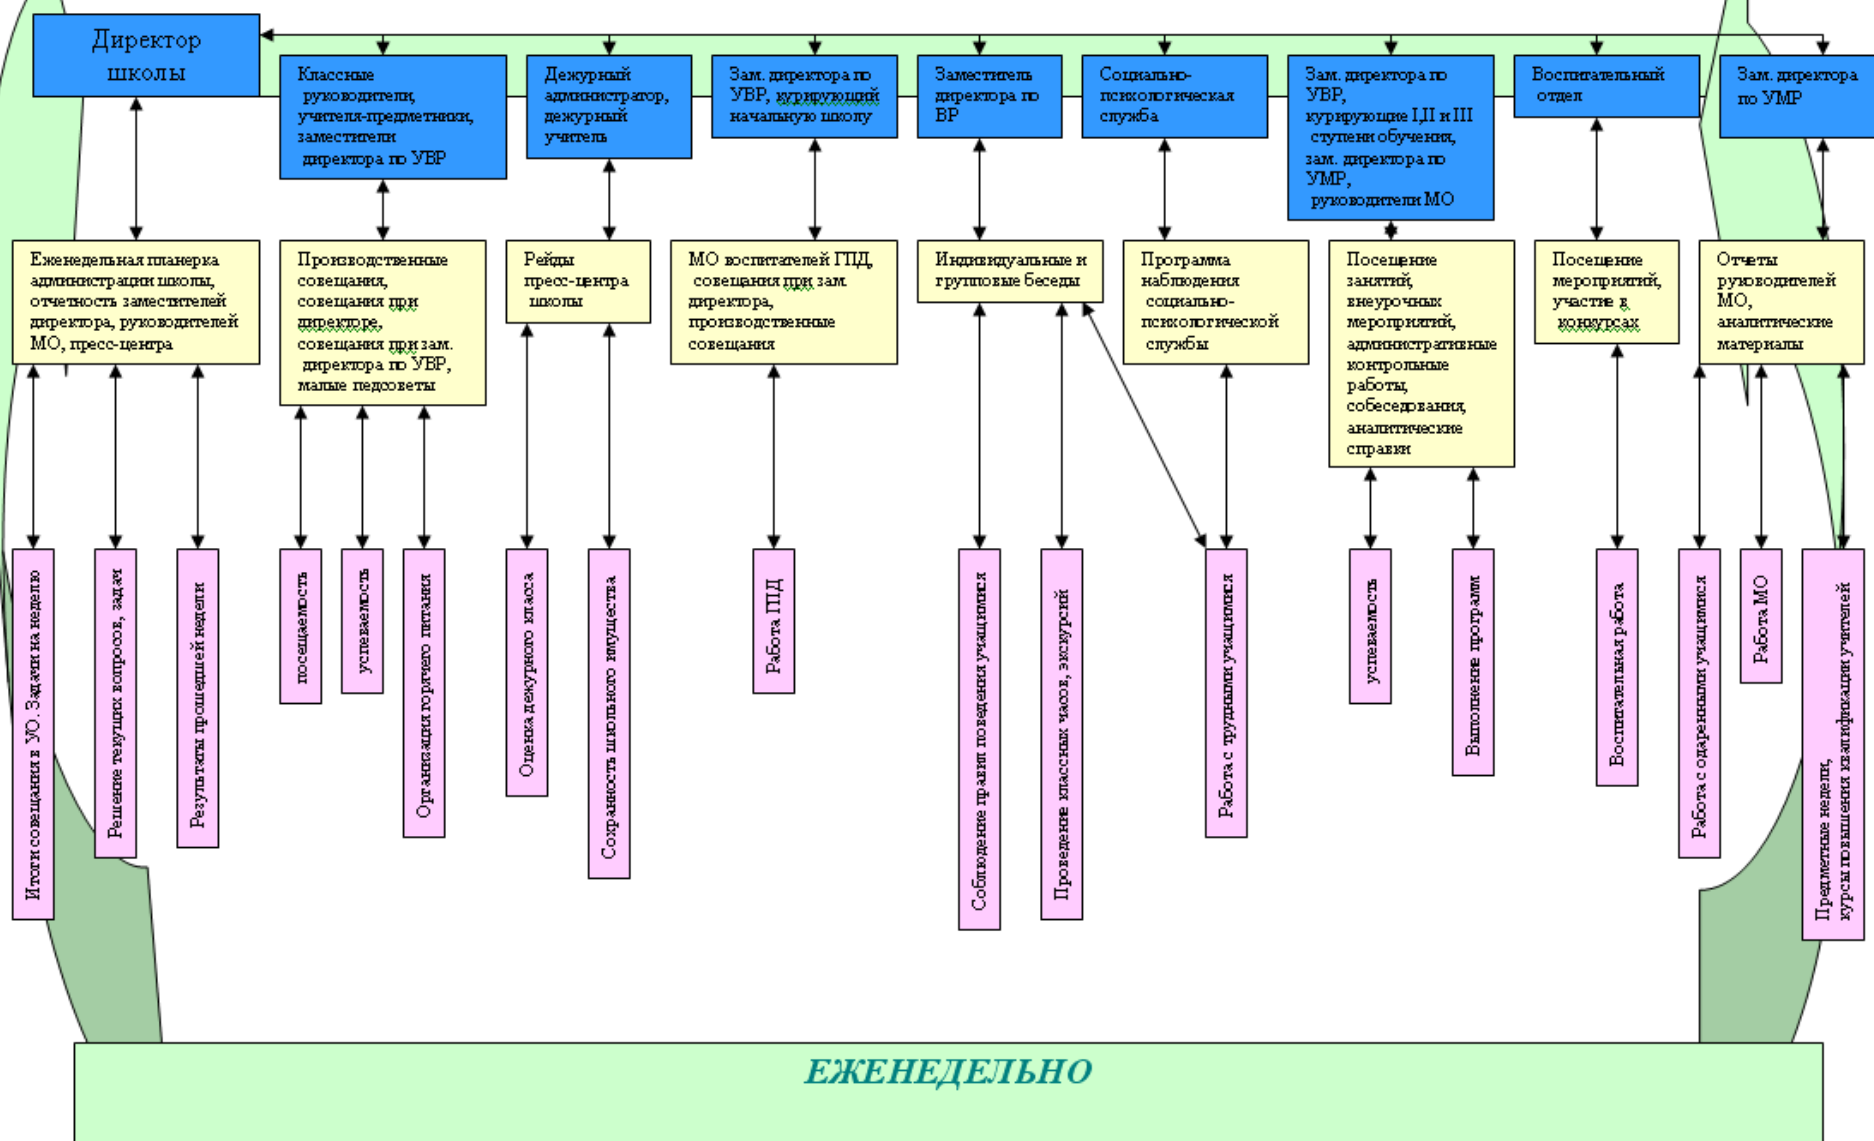 Директор
школы
Классные
руководители,
учителя-предметники,
заместители
директора по УВР
Дежурный
администратор,
дежурный
учитель
Зам. директора по
УВР, курирующий
начальную школу
Заместитель
директора по
ВР
Социально-
психологическая
служба
Зам. директора по
УВР,
курирующие I,II и III
ступени обучения,
зам. директора по
УМР,
руководители МО
Воспитательный
отдел
Зам. директора
по УМР
Еженедельная планерка
администрации школы,
отчетность заместителей
директора, руководителей
МО, пресс-центра
Производственные
совещания,
совещания при
директоре,
совещания при зам.
директора по УВР,
малые педсоветы
Рейды
пресс-центра
школы
МО воспитателей ГПД,
совещания при зам.
директора,
производственные
совещания
Индивидуальные и
групповые беседы
Программа
наблюдения
социально-
психологической
службы
Посещение
занятий,
внеурочных
мероприятий,
административные
контрольные
работы,
собеседования,
аналитические
справки
Посещение
мероприятий,
участие в
конкурсах
Отчеты
руководителей
МО,
аналитические
материалы
Итоги совещания в УО. Задачи на неделю
Решение текущих вопросов, задач
Результаты прошедшей недели
посещаемость
успеваемость
Организация горячего питания
Оценка дежурного класса
Сохранность школьного имущества
Работа ГПД
Соблюдение правил поведения учащимися
Проведение классных часов, экскурсий
Работа с трудными учащимися
успеваемость
Выполнение программ
Воспитательная работа
Работа с одаренными учащимися
Работа МО
Предметные недели,
курсы повышения квалификации учителей
ЕЖЕНЕДЕЛЬНО